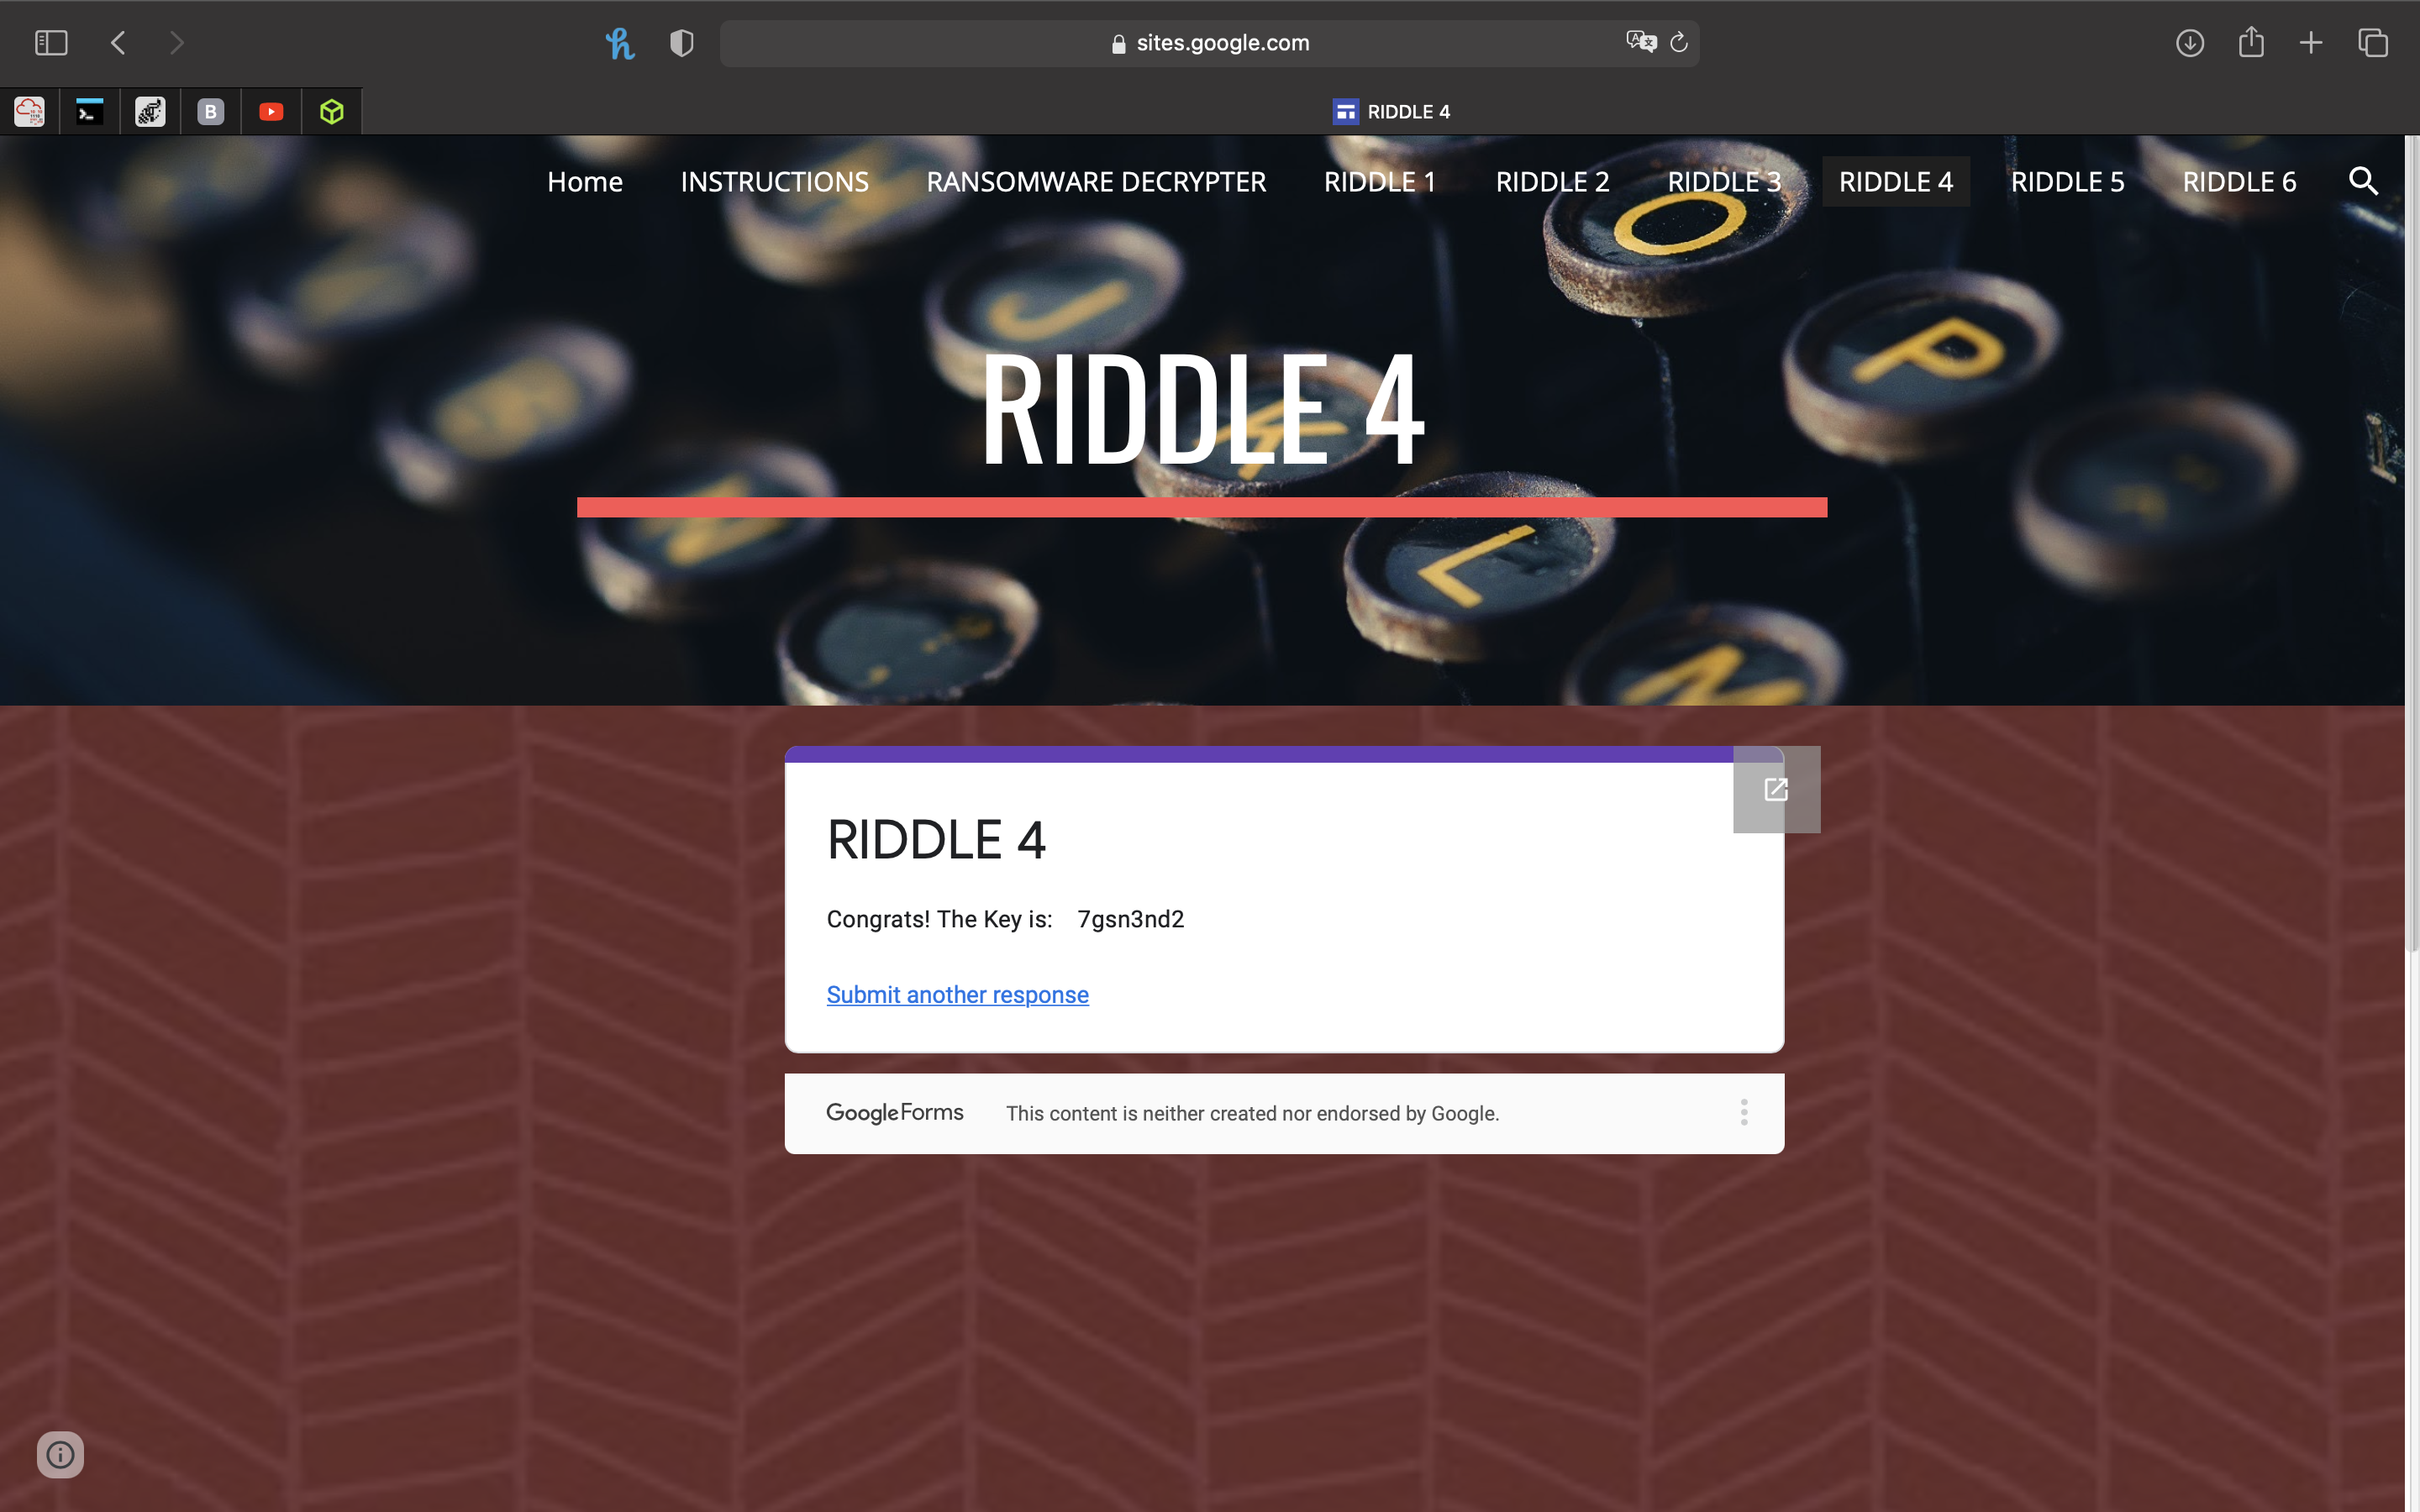 sites.google.com
B
RIDDLE 4
Home INSTRUCTIONS RANSOMWARE DECRYPTER RIDDLE 1 RIDDLE 2 RIDDLE 3 RIDDLE 4 RIDDLE 5 RIDDLE 6
O
J
P
RIDDLE 4
K
L
M
RIDDLE 4
Congrats! The Key is: 7gsn3nd2
Submit another response
Google Forms This content is neither created nor endorsed by Google.